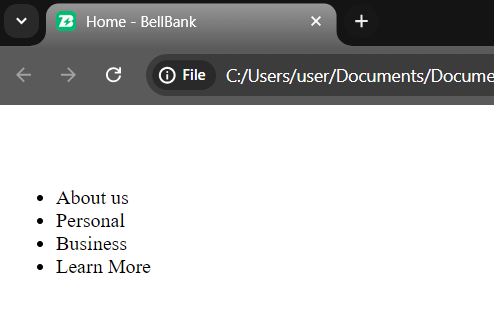 Home - BellBank
File C:/Users/user/Documents/Docume
About us
Personal
Business
Learn More